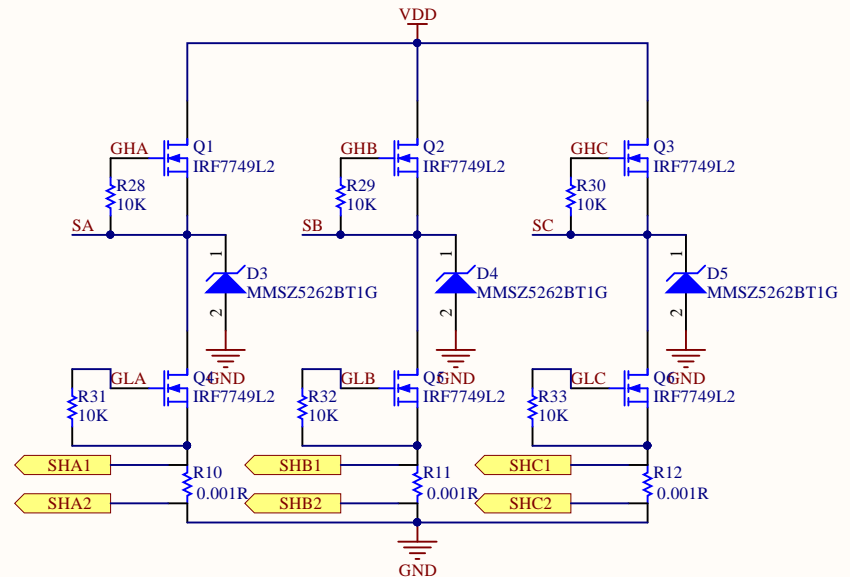 VDD
GHA
Q1
IRF7749L2
R28
10K
SA
GHB
Q2
IRF7749L2
R29
10K
SB
GHC
Q3
IRF7749L2
R30
10K
SC
1
D3
MMSZ5262BT1G
2
GND
1
D4
MMSZ5262BT1G
2
GND
1
D5
MMSZ5262BT1G
2
GND
GLA
Q4
IRF7749L2
R31
10K
GLB
Q5
IRF7749L2
R32
10K
GLC
Q6
IRF7749L2
R33
10K
SHA1
R10
0.001R
SHA2
SHB1
R11
0.001R
SHB2
SHC1
R12
0.001R
SHC2
GND